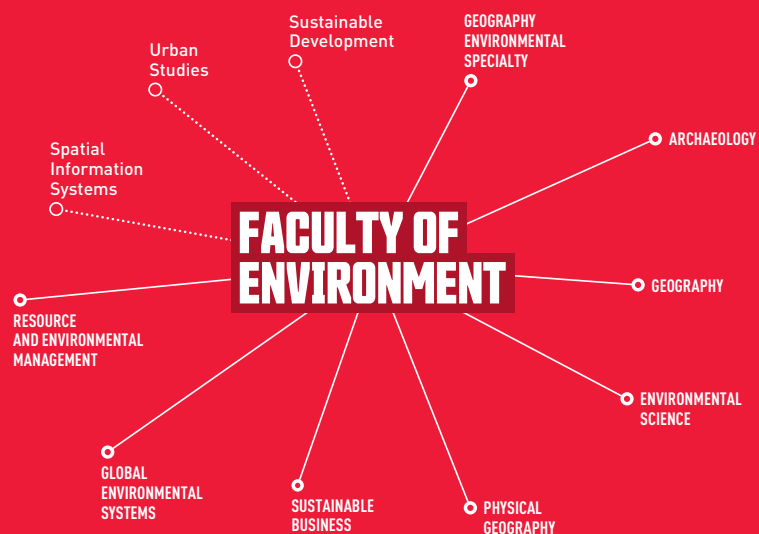 Sustainable
Development
GEOGRAPHY
ENVIRONMENTAL
SPECIALTY
Urban
Studies
ARCHAEOLOGY
Spatial
Information
Systems
FACULTY OF
ENVIRONMENT
GEOGRAPHY
RESOURCE
AND ENVIRONMENTAL
MANAGEMENT
ENVIRONMENTAL
SCIENCE
GLOBAL
ENVIRONMENTAL
SYSTEMS
SUSTAINABLE
BUSINESS
PHYSICAL
GEOGRAPHY